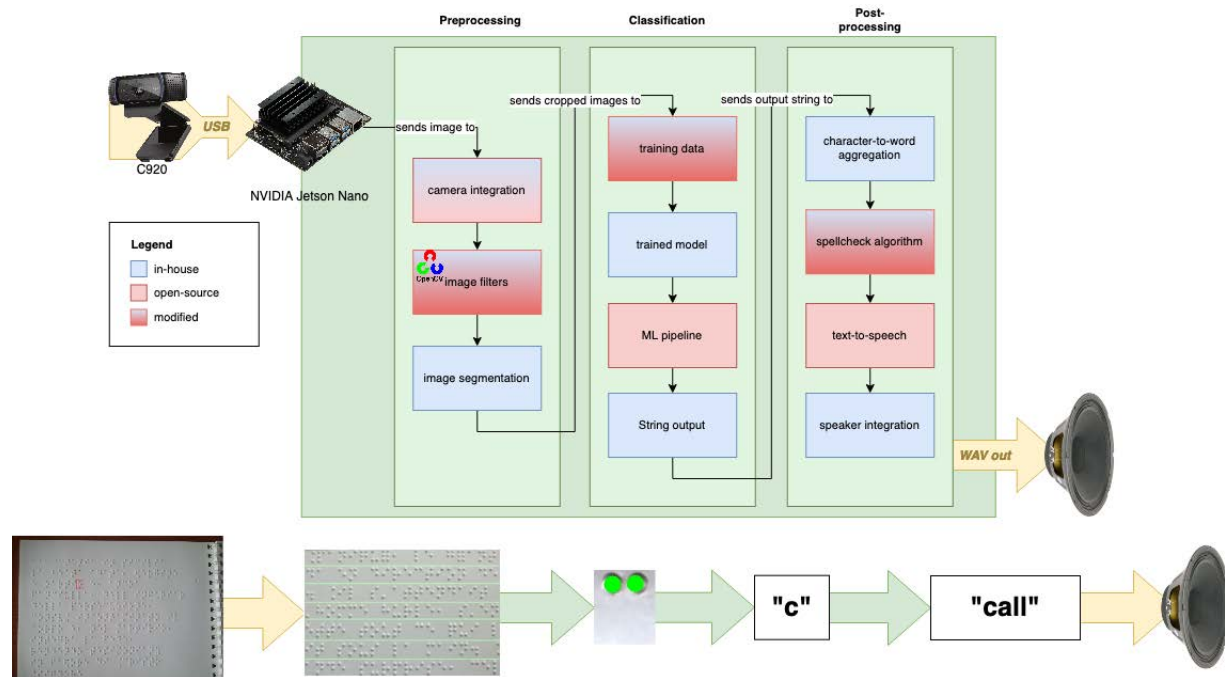 Preprocessing
Classification
Post-
processing
C920
USB
NVIDIA Jetson Nano
sends image to
sends cropped images to
sends output string to
camera integration
OpenCV
image filters
image segmentation
training data
trained model
ML pipeline
String output
character-to-word
aggregation
spellcheck algorithm
text-to-speech
speaker integration
WAV out
Legend
in-house
open-source
modified
"c"
"call"